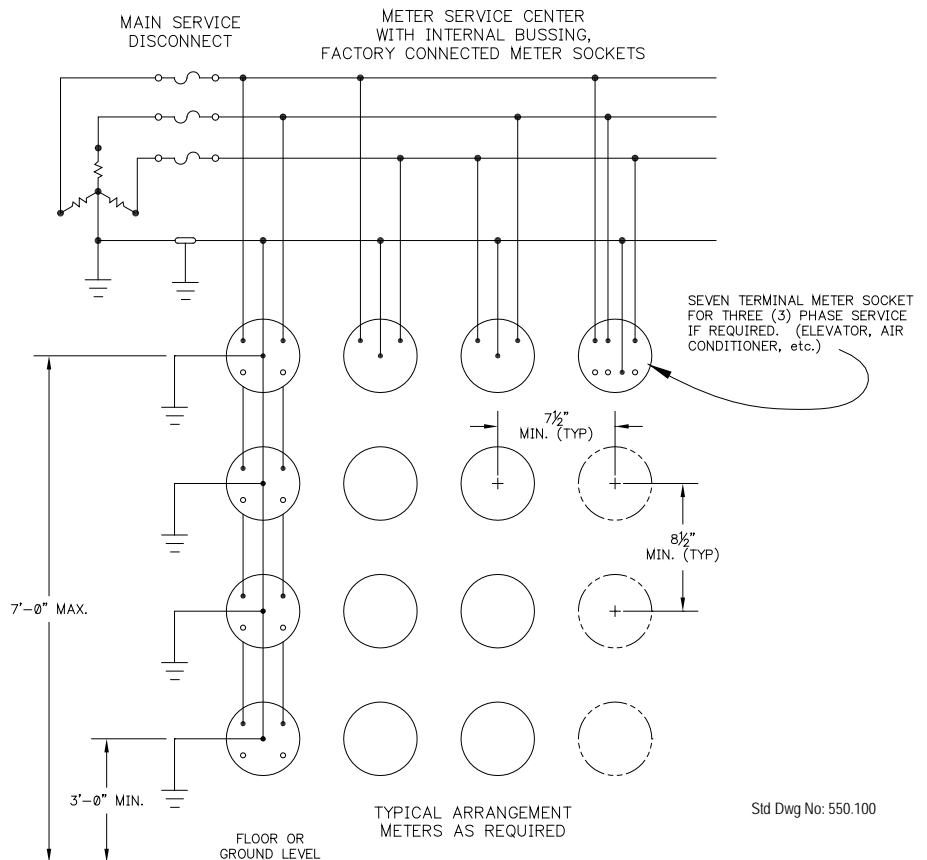 MAIN SERVICE
DISCONNECT
METER SERVICE CENTER
WITH INTERNAL BUSSING,
FACTORY CONNECTED METER SOCKETS
SEVEN TERMINAL METER SOCKET
FOR THREE (3) PHASE SERVICE
IF REQUIRED. (ELEVATOR, AIR
CONDITIONER, etc.)
7½"
MIN. (TYP)
8½"
MIN. (TYP)
7'-0" MAX.
3'-0" MIN.
TYPICAL ARRANGEMENT
METERS AS REQUIRED
Std Dwg No: 550.100
FLOOR OR
GROUND LEVEL